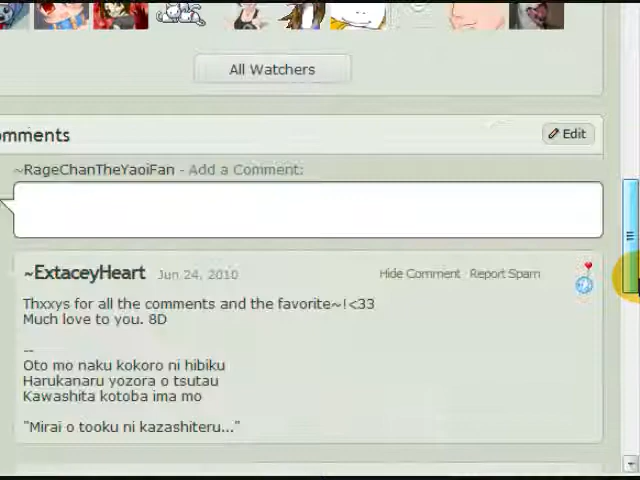 All Watchers
omments
Edit
~RageChanTheYaoiFan - Add a Comment:
~ExtaceyHeart Jun 24, 2010 Hide Comment Report Spam
Thxxys for all the comments and the favorite~!<33
Much love to you. 8D
--
Oto mo naku kokoro ni hibiku
Harukanaru yozora o tsutau
Kawashita kotoba ima mo
"Mirai o tooku ni kazashiteru..."